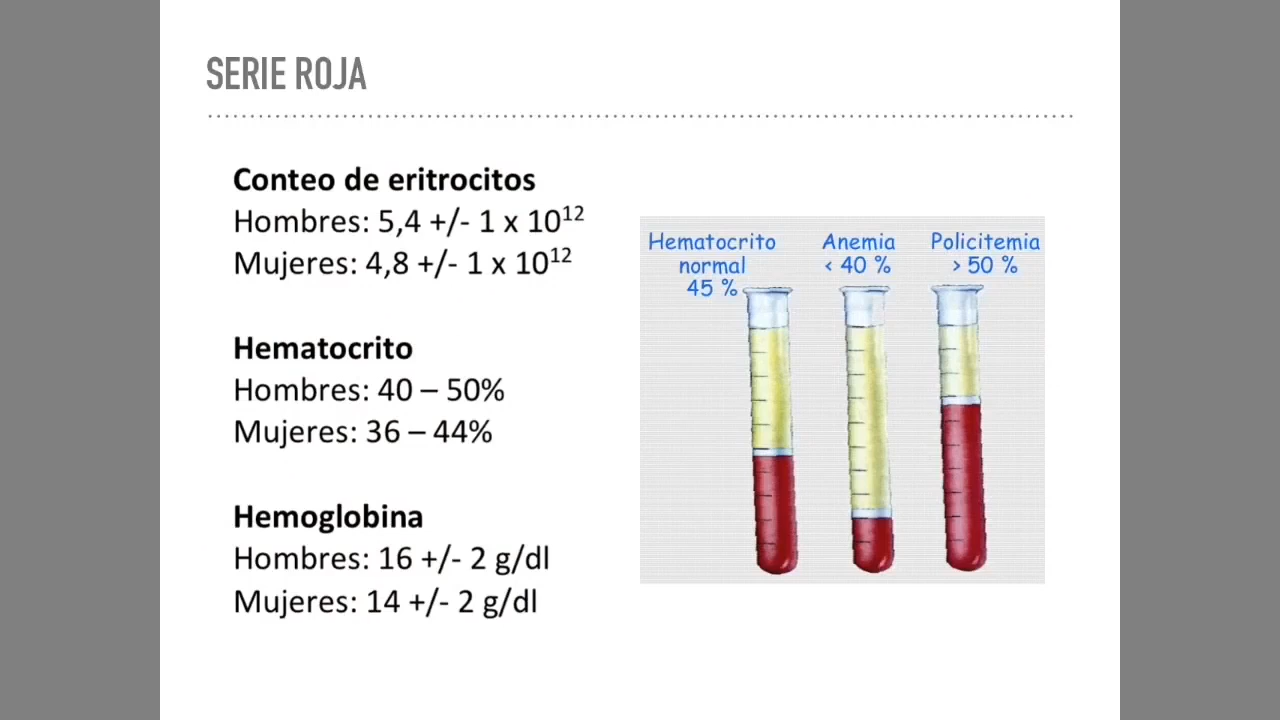 SERIE ROJA
Conteo de eritrocitos
Hombres: 5,4 +/- 1 x 10¹²
Mujeres: 4,8 +/- 1 x 10¹²
Hematocrito
Hombres: 40 – 50%
Mujeres: 36 – 44%
Hemoglobina
Hombres: 16 +/- 2 g/dl
Mujeres: 14 +/- 2 g/dl
Hematocrito
normal
45 %
Anemia
< 40 %
Policitemia
> 50 %